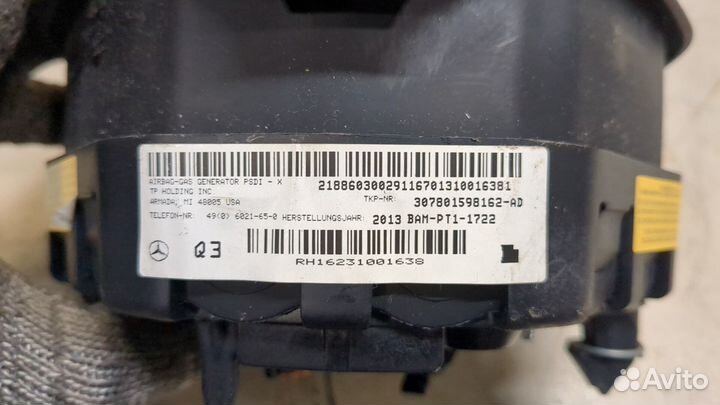 AIRBAG-GAS GENERATOR PSDI - X
TP HOLDING INC
ARMADA, MI 48005 USA
TELEFON-NR: 49(0) 6021-65-0 HERSTELLUNGSJAHR: 2013 BAM-PT1-1722
21886030029116701310016381
TKP-NR: 307801598162-AD
Q3
RH16231001638
Avito